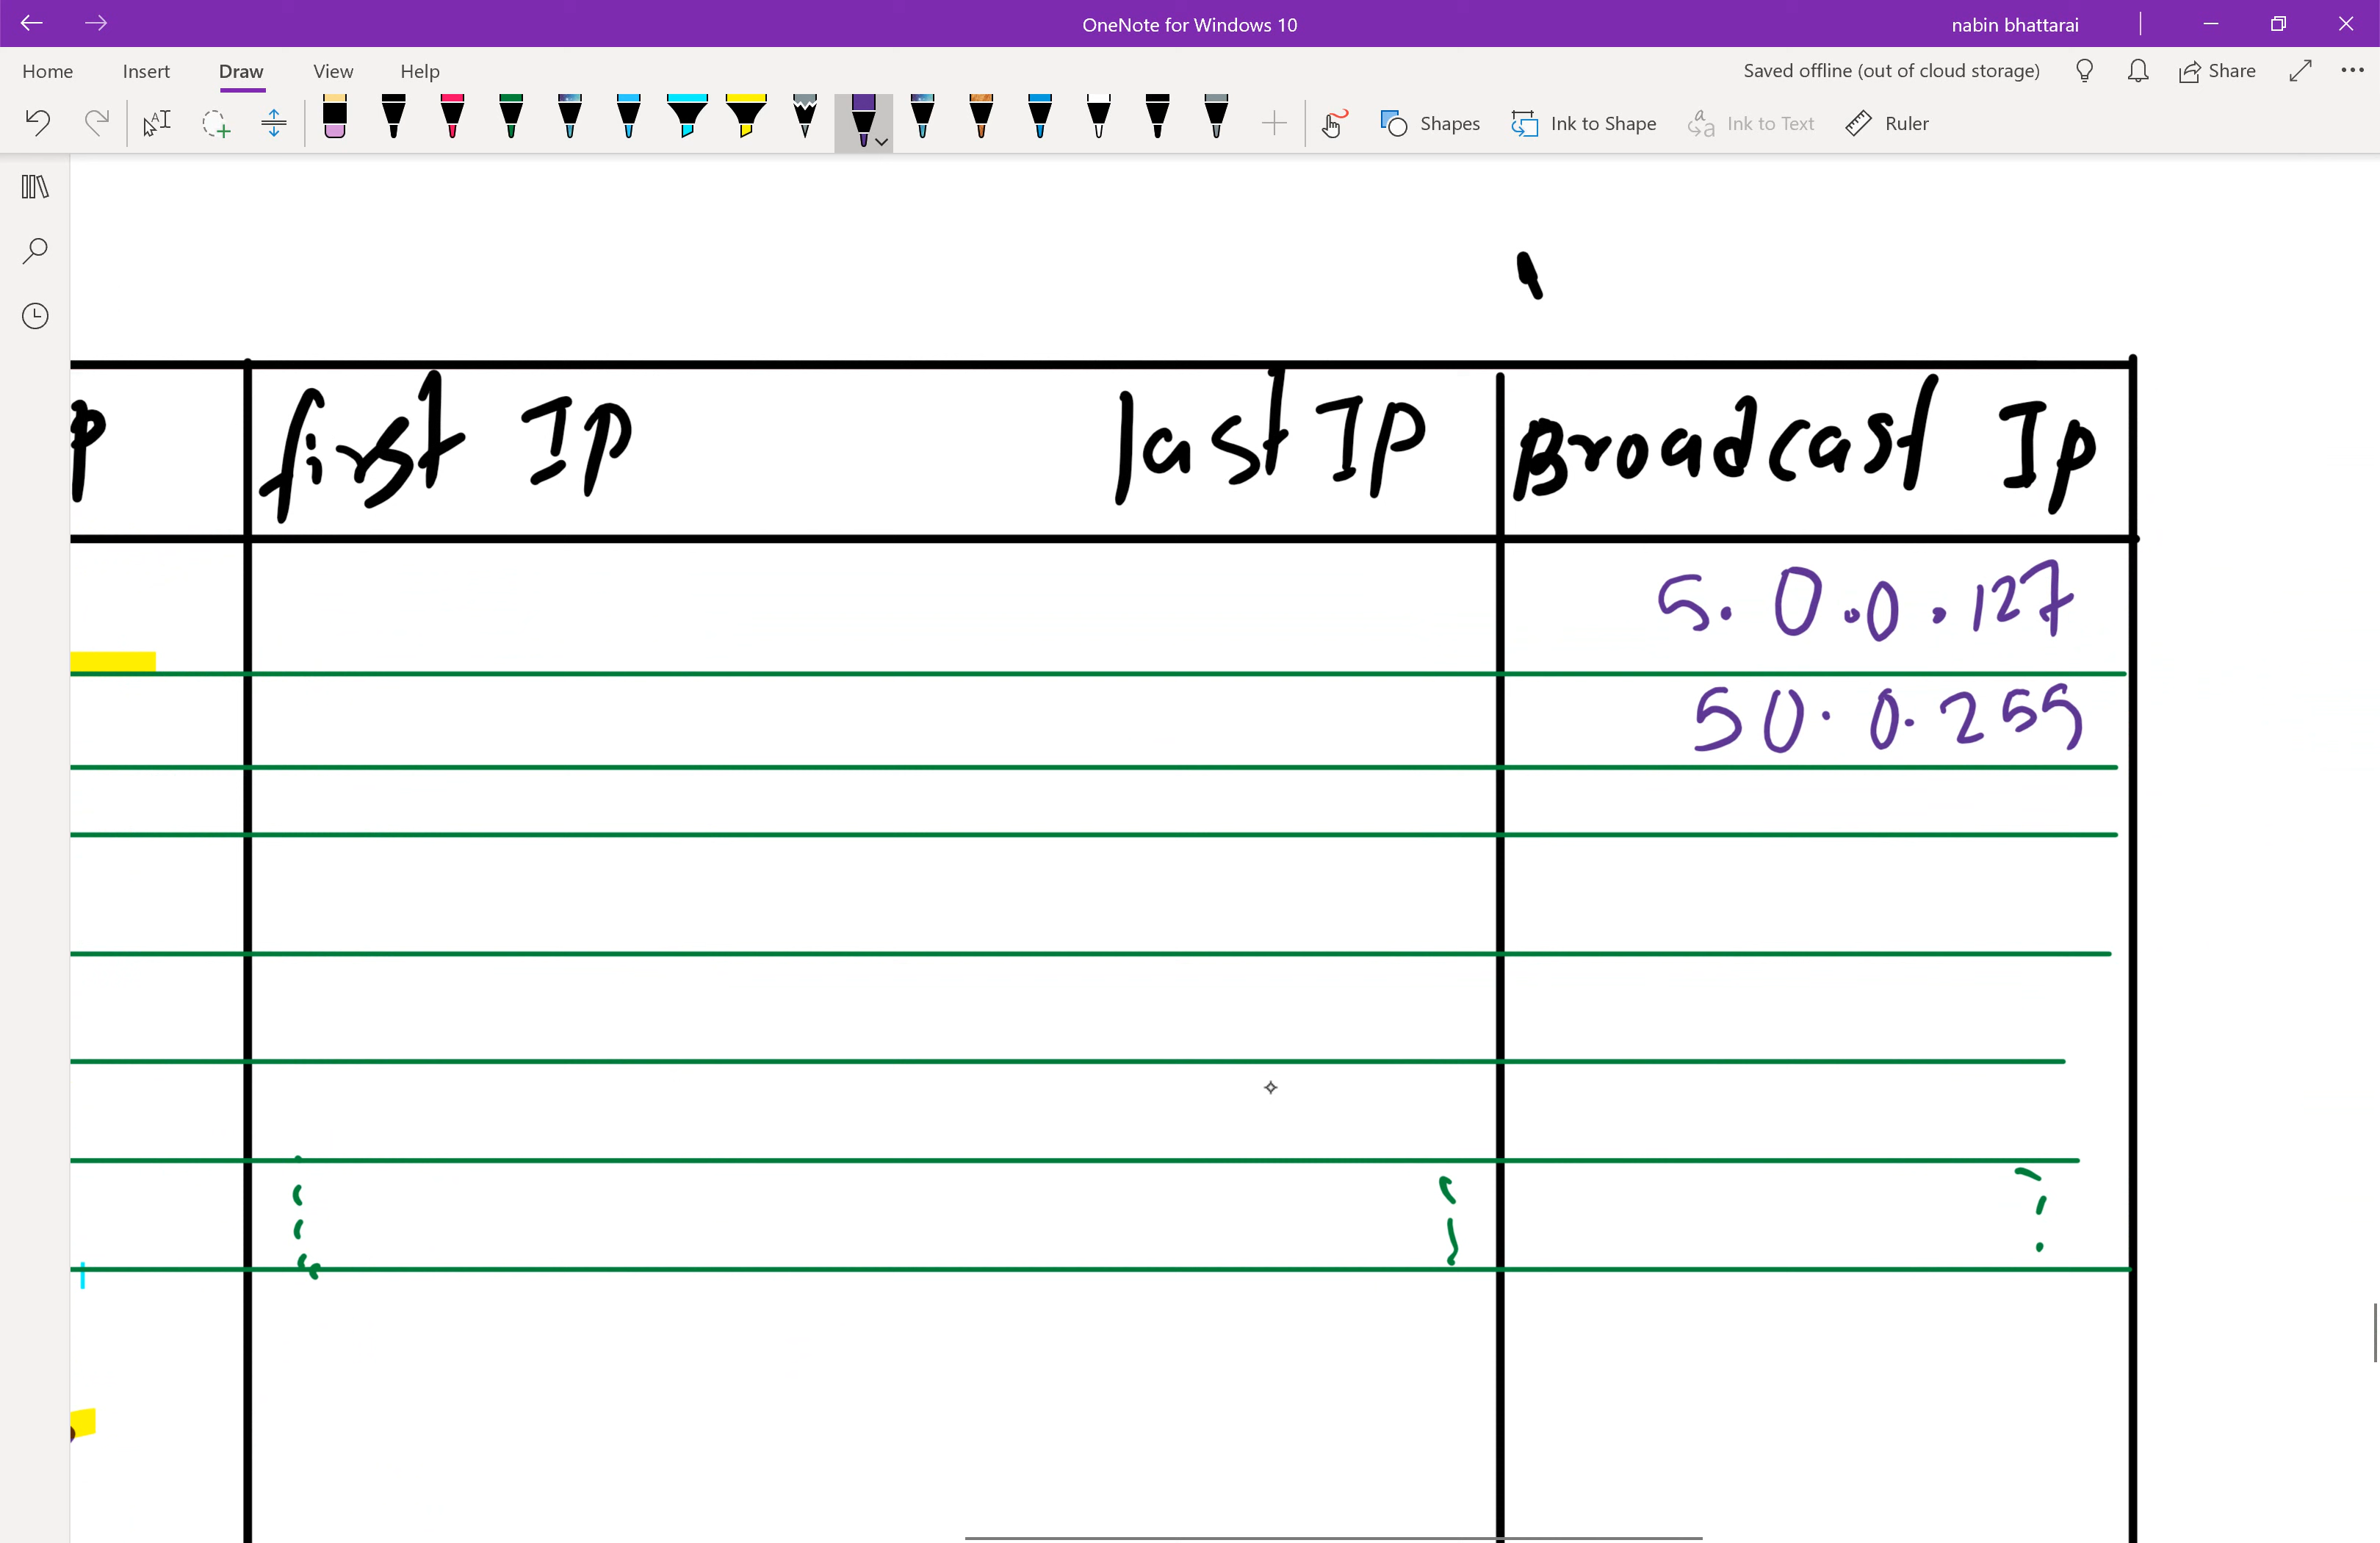 OneNote for Windows 10
nabin bhattarai
Home Insert Draw View Help
Saved offline (out of cloud storage) Share
Shapes Ink to Shape Ink to Text Ruler
p first IP last IP Broadcast Ip
5.0.0.127
50.0.255